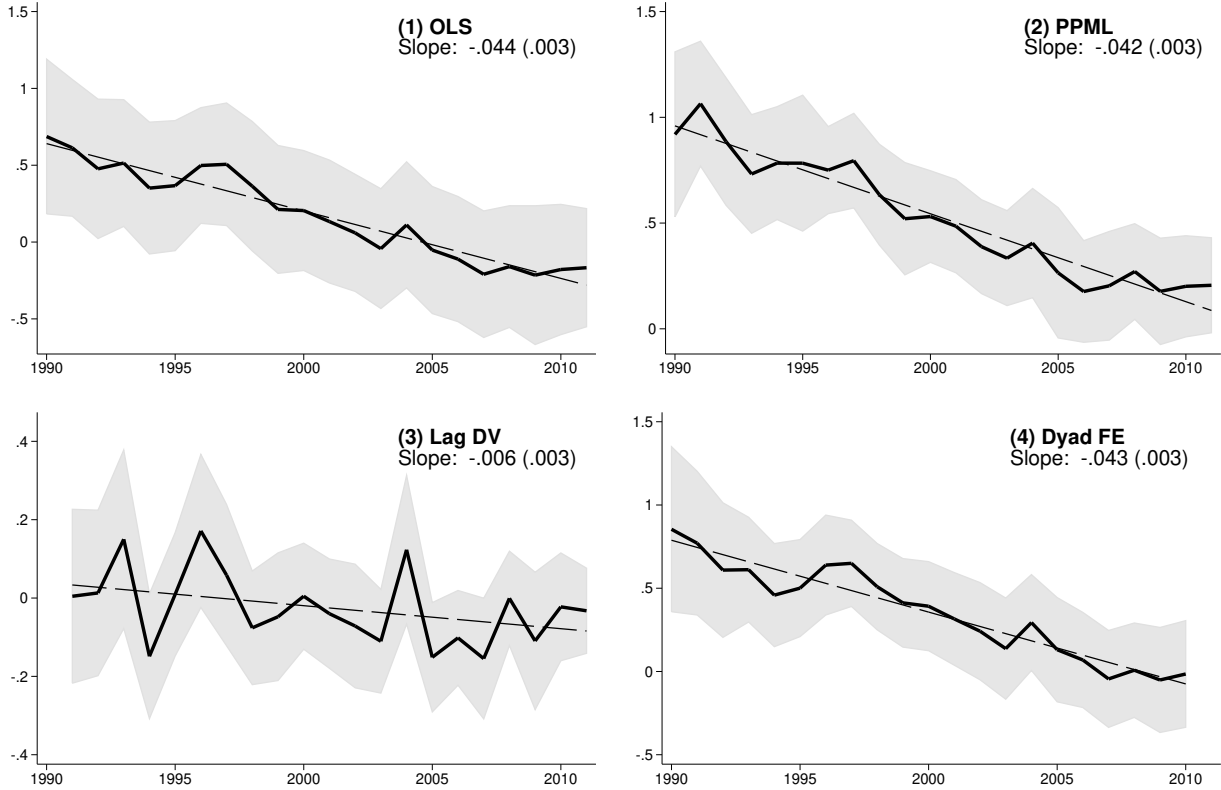 (1) OLS
Slope: -.044 (.003)
1.5
1
.5
0
-.5
1990 1995 2000 2005 2010
(2) PPML
Slope: -.042 (.003)
1.5
1
.5
0
1990 1995 2000 2005 2010
(3) Lag DV
Slope: -.006 (.003)
.4
.2
0
-.2
-.4
1990 1995 2000 2005 2010
(4) Dyad FE
Slope: -.043 (.003)
1.5
1
.5
0
-.5
1990 1995 2000 2005 2010